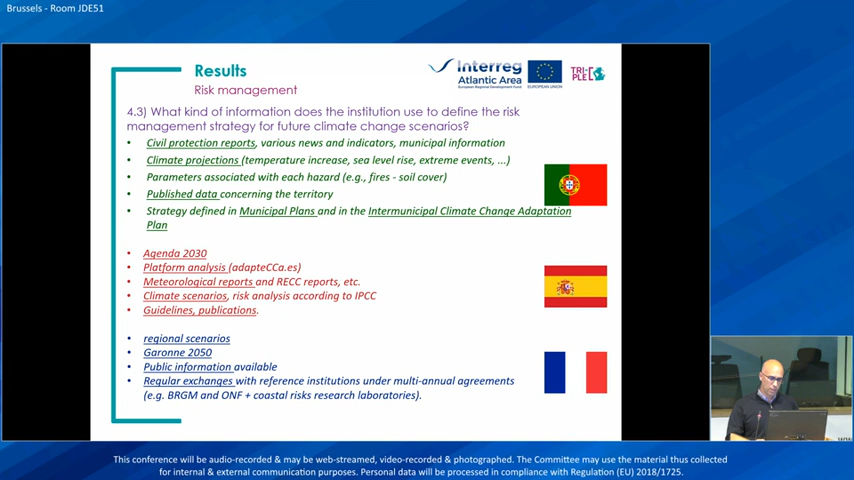 Brussels - Room JDE51
Results
Risk management
Interreg
Atlantic Area
European Regional Development Fund
EUROPEAN UNION
TRI-
PLE
4.3) What kind of information does the institution use to define the risk
management strategy for future climate change scenarios?
• Civil protection reports, various news and indicators, municipal information
• Climate projections (temperature increase, sea level rise, extreme events, ...)
• Parameters associated with each hazard (e.g., fires - soil cover)
• Published data concerning the territory
• Strategy defined in Municipal Plans and in the Intermunicipal Climate Change Adaptation
Plan
• Agenda 2030
• Platform analysis (adapteCCa.es)
• Meteorological reports and RECC reports, etc.
• Climate scenarios, risk analysis according to IPCC
• Guidelines, publications.
• regional scenarios
• Garonne 2050
• Public information available
• Regular exchanges with reference institutions under multi-annual agreements
(e.g. BRGM and ONF + coastal risks research laboratories).
This conference will be audio-recorded & may be web-streamed, video-recorded & photographed. The Committee may use the material thus collected
for internal & external communication purposes. Personal data will be processed in compliance with Regulation (EU) 2018/1725.